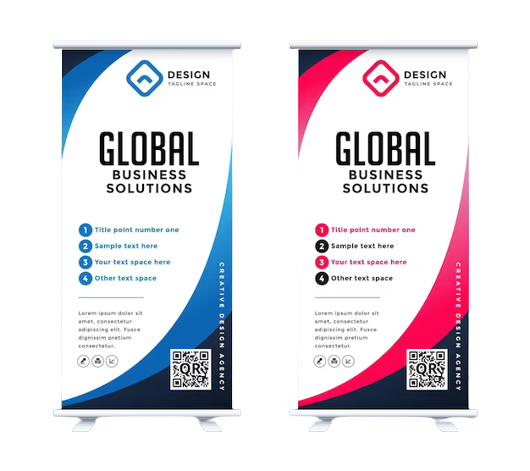 DESIGN
TAGLINE SPACE
GLOBAL
BUSINESS
SOLUTIONS
1 Title point number one
2 Sample text here
3 Your text space here
4 Other text space
Lorem ipsum dolor sit
amet, consectetur
adipiscing elit. Fusce
dignissim pretium
consectetur.
CREATIVE DESIGN AGENCY
QR
DESIGN
TAGLINE SPACE
GLOBAL
BUSINESS
SOLUTIONS
1 Title point number one
2 Sample text here
3 Your text space here
4 Other text space
Lorem ipsum dolor sit
amet, consectetur
adipiscing elit. Fusce
dignissim pretium
consectetur.
CREATIVE DESIGN AGENCY
QR